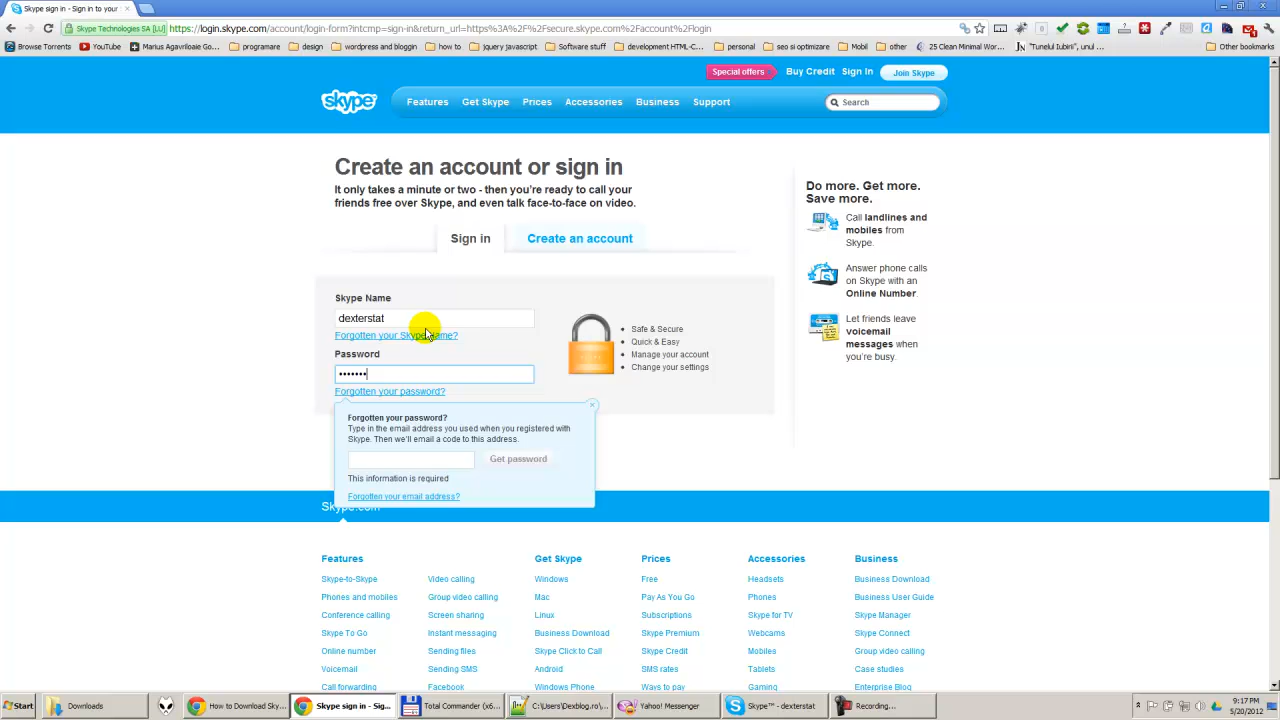 Skype sign in - Sign in to your
Skype Technologies SA [LU]
https://login.skype.com/account/login-form?intcmp=sign-in&return_url=https%3A%2F%2Fsecure.skype.com%2Faccount%2Flogin
Browse Torrents
YouTube
Marius Agavriloaie Go...
programare
design
wordpress and bloggin
how to
jquery javascript
Software stuff
development HTML-C...
personal
seo si optimizare
Mobil
other
25 Clean Minimal Wor...
"Tunelul Iubirii", unul ...
Other bookmarks
Special offers
Buy Credit
Sign In
Join Skype
skype
Features
Get Skype
Prices
Accessories
Business
Support
Search
Create an account or sign in
It only takes a minute or two - then you're ready to call your
friends free over Skype, and even talk face-to-face on video.
Sign in
Create an account
Skype Name
dexterstat
Forgotten your Skype Name?
Password
•••••••
Forgotten your password?
Safe & Secure
Quick & Easy
Manage your account
Change your settings
Forgotten your password?
Type in the email address you used when you registered with
Skype. Then we'll email a code to this address.
Get password
This information is required
Forgotten your email address?
Do more. Get more.
Save more.
Call landlines and
mobiles from
Skype.
Answer phone calls
on Skype with an
Online Number.
Let friends leave
voicemail
messages when
you're busy.
Skype.com
Features
Skype-to-Skype
Phones and mobiles
Conference calling
Skype To Go
Online number
Voicemail
Call forwarding
Video calling
Group video calling
Screen sharing
Instant messaging
Sending files
Sending SMS
Facebook
Get Skype
Windows
Mac
Linux
Business Download
Skype Click to Call
Android
Windows Phone
Prices
Free
Pay As You Go
Subscriptions
Skype Premium
Skype Credit
SMS rates
Ways to pay
Accessories
Headsets
Phones
Skype for TV
Webcams
Mobiles
Tablets
Gaming
Business
Business Download
Business User Guide
Skype Manager
Skype Connect
Group video calling
Case studies
Enterprise Blog
Start
Downloads
How to Download Sky...
Skype sign in - Sig...
Total Commander (x6...
C:\Users\Dexblog.ro\...
Yahoo! Messenger
Skype™ - dexterstat
Recording...
9:17 PM
5/20/2012